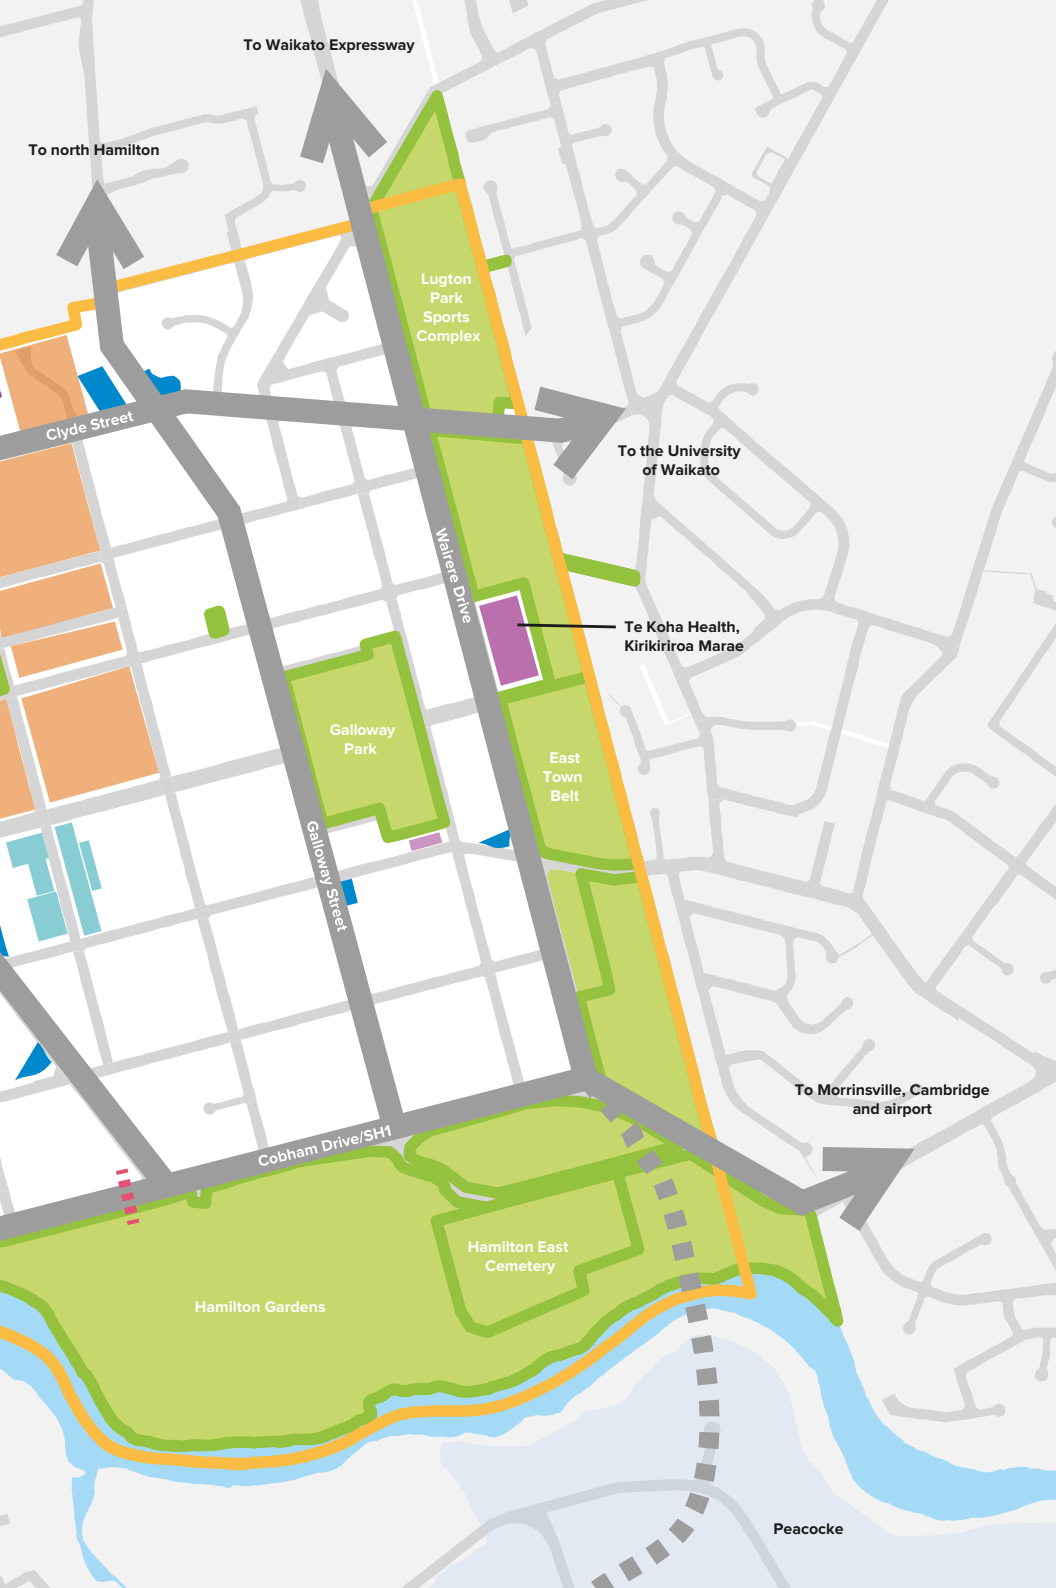 To Waikato Expressway
To north Hamilton
Lugton
Park
Sports
Complex
Clyde Street
To the University
of Waikato
Wairere Drive
Te Koha Health,
Kirikiriroa Marae
Galloway
Park
East
Town
Belt
Galloway Street
To Morrinsville, Cambridge
and airport
Cobham Drive/SH1
Hamilton East
Cemetery
Hamilton Gardens
Peacocke